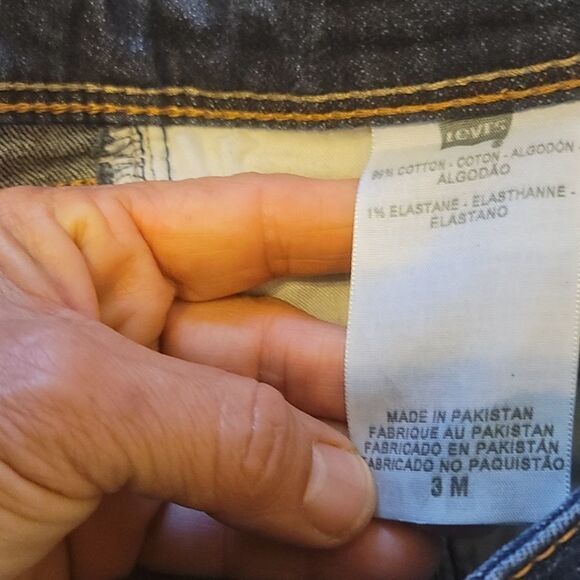 LEVI'S
99% COTTON - COTON - ALGODÓN -
ALGODÃO
1% ELASTANE - ELASTHANNE -
ELASTANO
MADE IN PAKISTAN
FABRIQUE AU PAKISTAN
FABRICADO EN PAKISTÁN
FABRICADO NO PAQUISTÃO
3 M